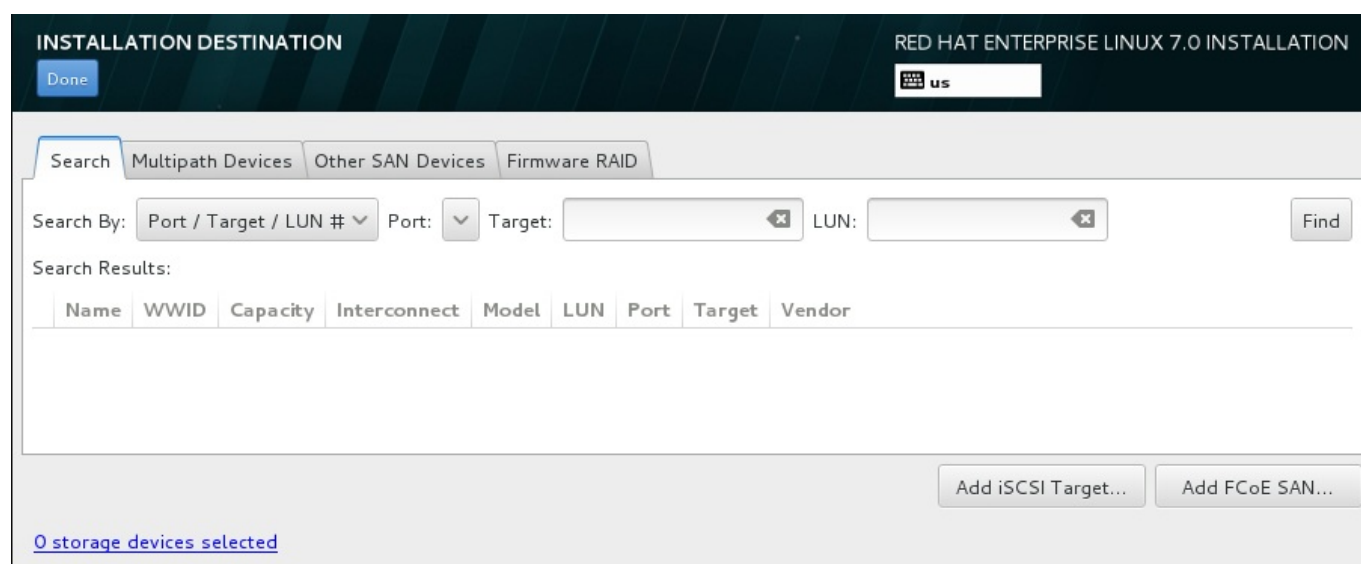 INSTALLATION DESTINATION
RED HAT ENTERPRISE LINUX 7.0 INSTALLATION
Done
us
Search Multipath Devices Other SAN Devices Firmware RAID
Search By: Port / Target / LUN # Port: Target: LUN: Find
Search Results:
Name WWID Capacity Interconnect Model LUN Port Target Vendor
Add iSCSI Target... Add FCoE SAN...
0 storage devices selected